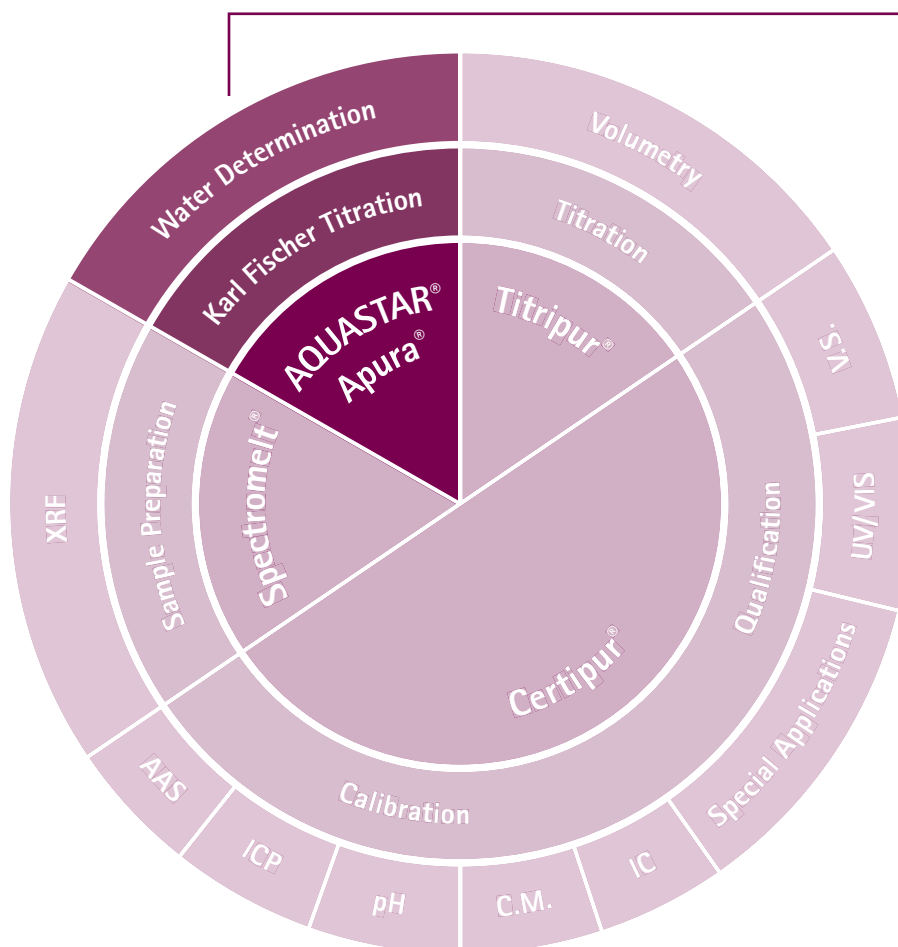 Water Determination
Karl Fischer Titration
AQUASTAR®
Apura®
Volumetry
Titration
Titripur®
V.S.
UV/VIS
Special Applications
Qualification
Certipur®
Calibration
IC
C.M.
pH
ICP
AAS
XRF
Sample Preparation
Spectromelt®